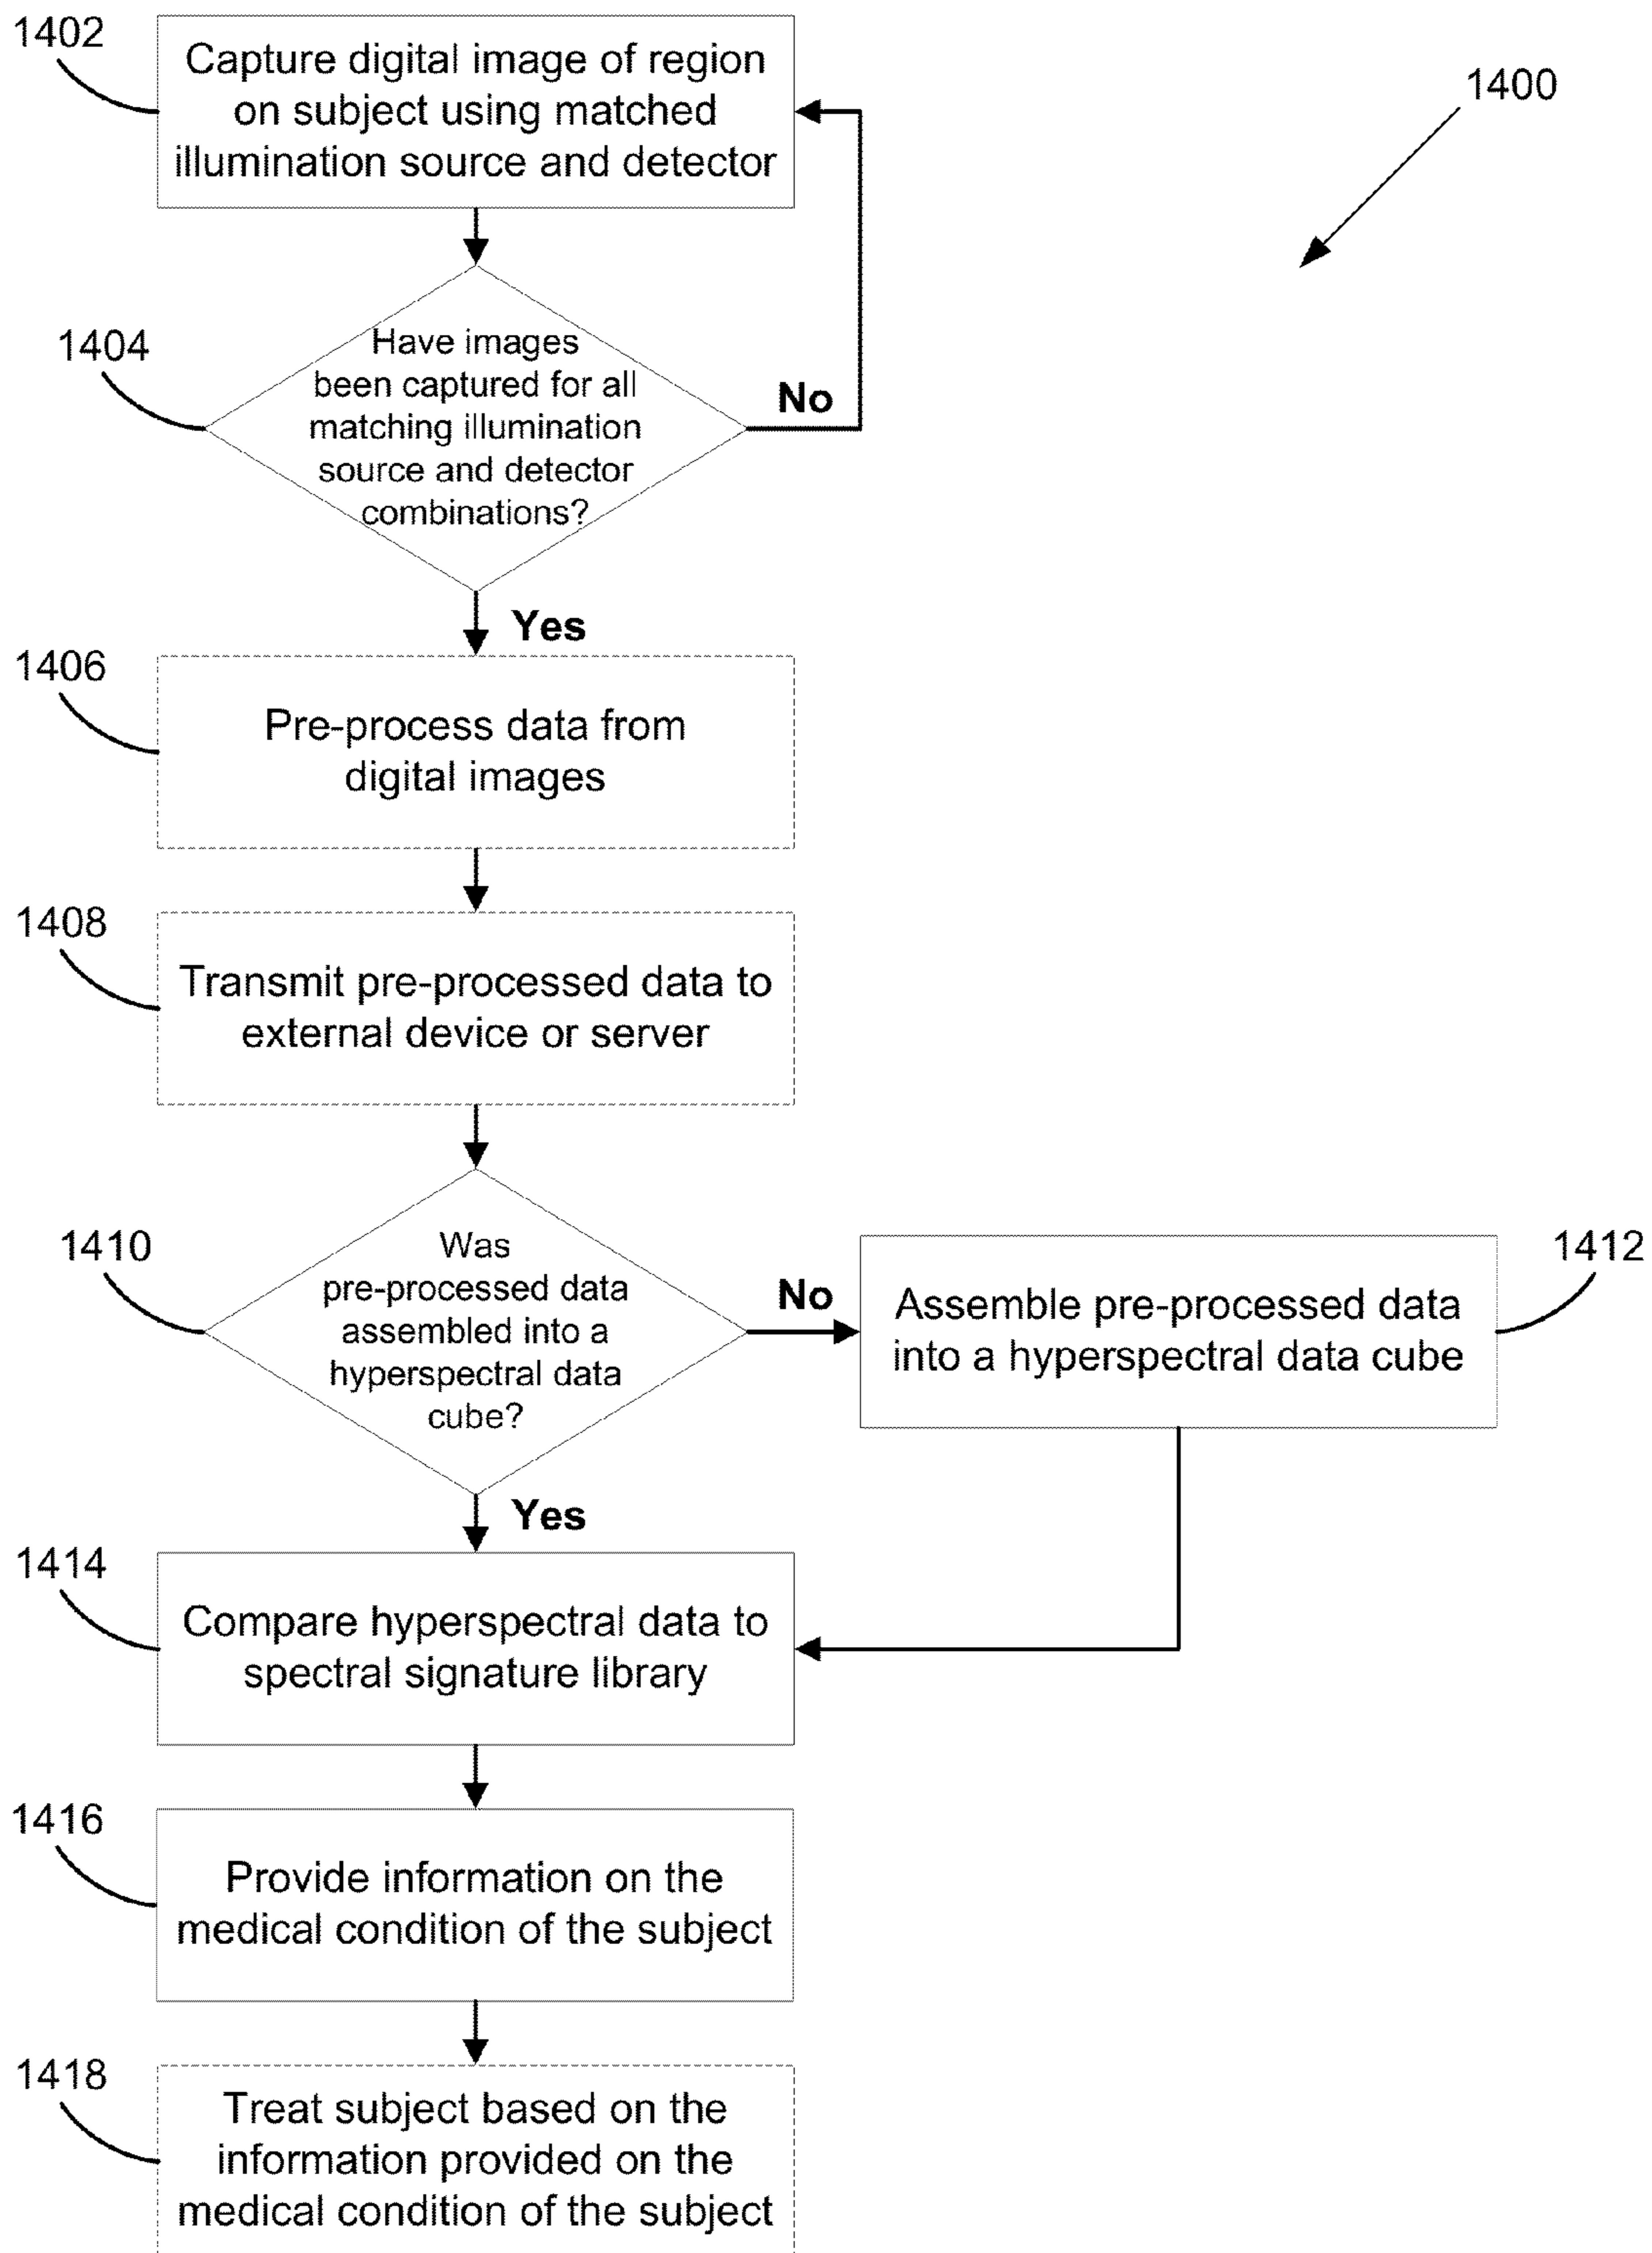 1402
Capture digital image of region
on subject using matched
illumination source and detector
1400
1404
Have images
been captured for all
matching illumination
source and detector
combinations?
No
Yes
1406
Pre-process data from
digital images
1408
Transmit pre-processed data to
external device or server
1410
Was
pre-processed data
assembled into a
hyperspectral data
cube?
No
1412
Assemble pre-processed data
into a hyperspectral data cube
Yes
1414
Compare hyperspectral data to
spectral signature library
1416
Provide information on the
medical condition of the subject
1418
Treat subject based on the
information provided on the
medical condition of the subject